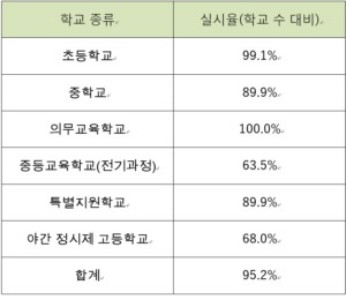 학교 종류
실시율(학교 수 대비)
초등학교
99.1%
중학교
89.9%
의무교육학교
100.0%
중등교육학교(전기과정)
63.5%
특별지원학교
89.9%
야간 정시제 고등학교
68.0%
합계
95.2%